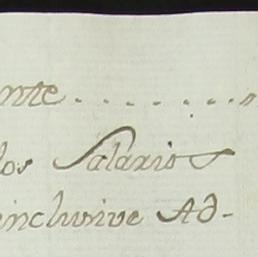 nte.........
los Salarios
inclusive Ad-